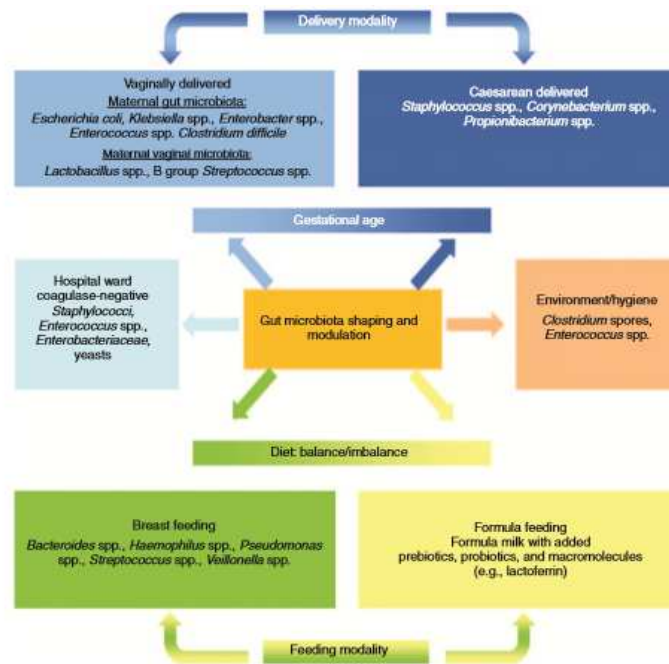 Delivery modality
Vaginally delivered
Maternal gut microbiota:
Escherichia coli, Klebsiella spp., Enterobacter spp.,
Enterococcus spp. Clostridium difficile
Maternal vaginal microbiota:
Lactobacillus spp., B group Streptococcus spp.
Caesarean delivered
Staphylococcus spp., Corynebacterium spp.,
Propionibacterium spp.
Gestational age
Hospital ward
coagulase-negative
Staphylococci,
Enterococcus spp.,
Enterobacteriaceae,
yeasts
Gut microbiota shaping and
modulation
Environment/hygiene
Clostridium spores,
Enterococcus spp.
Diet: balance/imbalance
Breast feeding
Bacteroides spp., Haemophilus spp., Pseudomonas
spp., Streptococcus spp., Veillonella spp.
Formula feeding
Formula milk with added
prebiotics, probiotics, and macromolecules
(e.g., lactoferrin)
Feeding modality